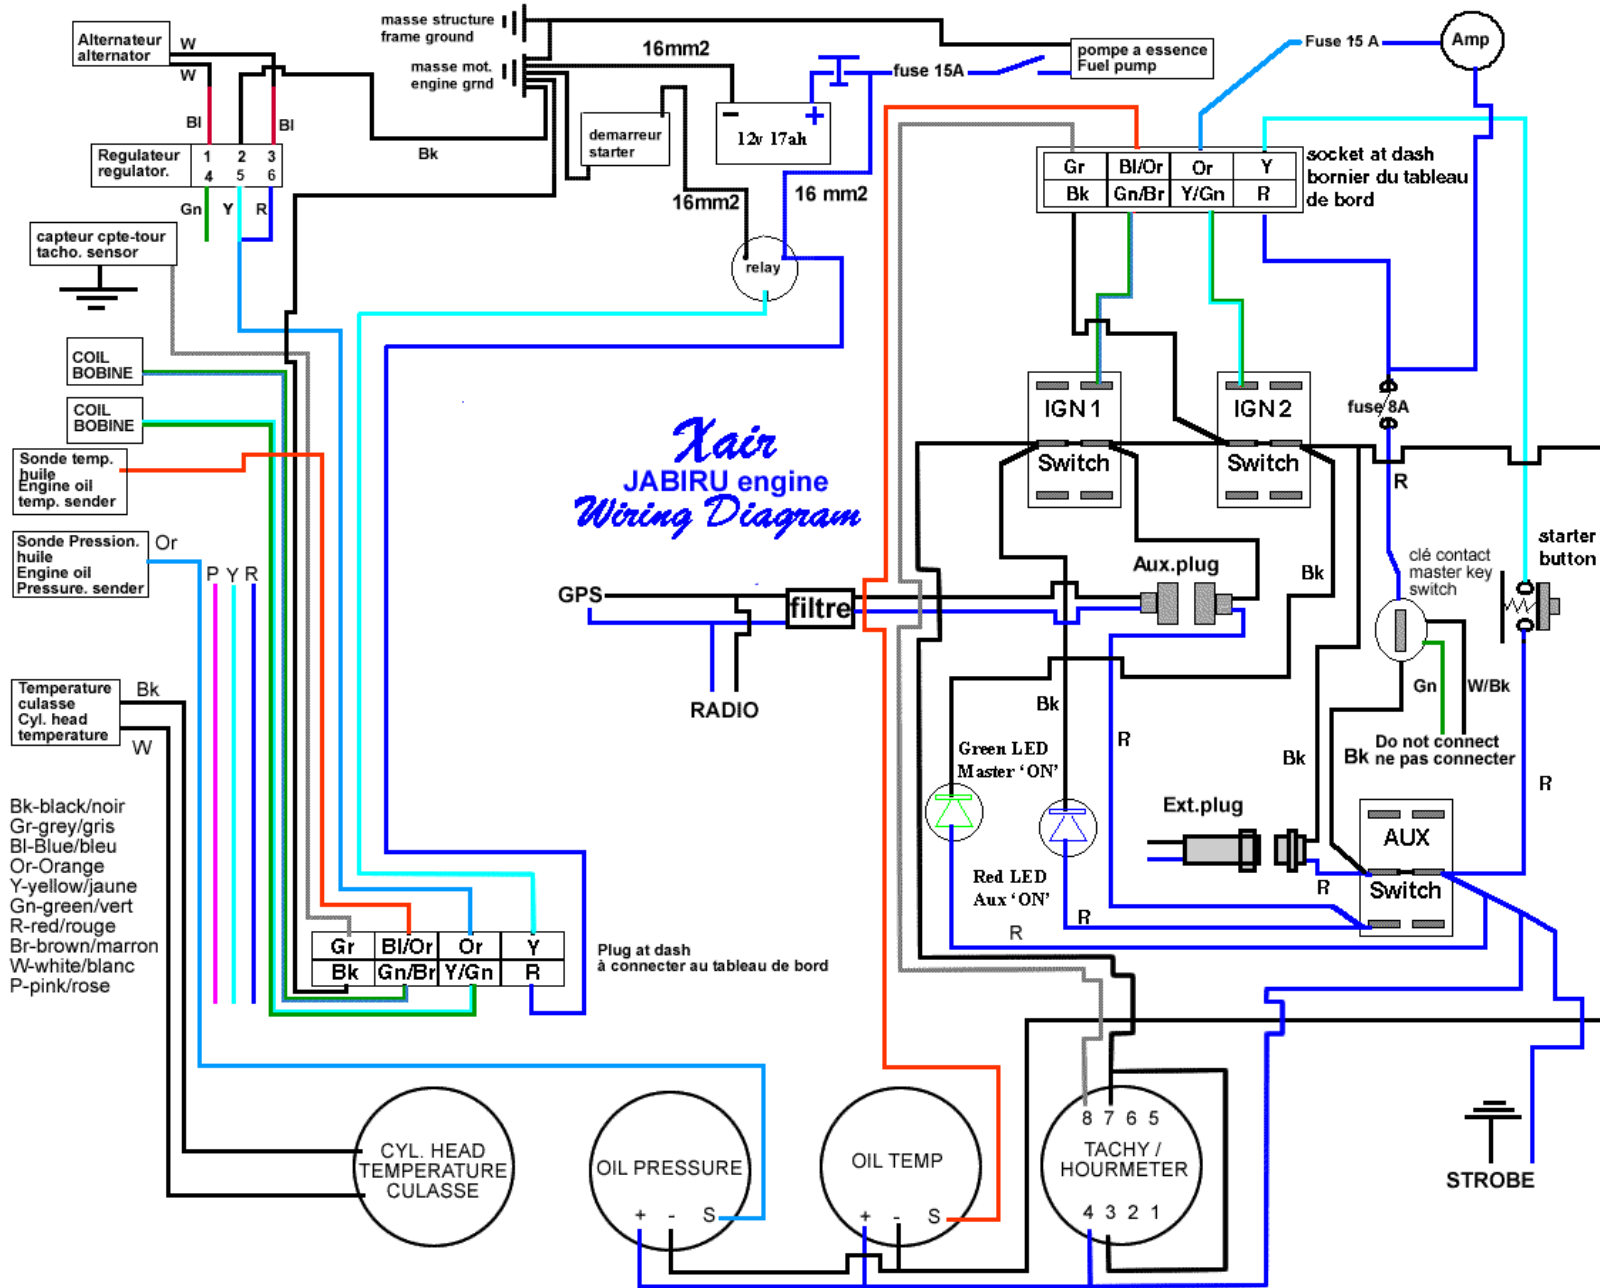 Alternateur
alternator
W
W
Bl
Bl
masse structure
frame ground
masse mot.
engine grnd
16mm2
fuse 15A
pompe a essence
Fuel pump
Fuse 15 A
Amp
demarreur
starter
- +
12v 17ah
Bk
16mm2
16 mm2
relay
Regulateur
regulator.
1 2 3
4 5 6
Gn Y R
capteur cpte-tour
tacho. sensor
COIL
BOBINE
COIL
BOBINE
Sonde temp.
huile
Engine oil
temp. sender
Sonde Pression.
huile
Engine oil
Pressure. sender
Or
P Y R
Temperature
culasse
Cyl. head
temperature
Bk
W
Bk-black/noir
Gr-grey/gris
Bl-Blue/bleu
Or-Orange
Y-yellow/jaune
Gn-green/vert
R-red/rouge
Br-brown/marron
W-white/blanc
P-pink/rose
Xair
JABIRU engine
Wiring Diagram
GPS
filtre
RADIO
Gr Bl/Or Or Y
Bk Gn/Br Y/Gn R
socket at dash
bornier du tableau
de bord
IGN 1
Switch
IGN 2
Switch
fuse 8A
R
starter
button
clé contact
master key
switch
Aux.plug
Bk
Gn
W/Bk
Do not connect
ne pas connecter
Bk
Bk
Bk
R
R
Green LED
Master ‘ON’
Ext.plug
AUX
Switch
R
Red LED
Aux ‘ON’
R
R
Gr Bl/Or Or Y
Bk Gn/Br Y/Gn R
Plug at dash
à connecter au tableau de bord
CYL. HEAD
TEMPERATURE
CULASSE
OIL PRESSURE
+ - S
OIL TEMP
+ - S
8 7 6 5
TACHY /
HOURMETER
4 3 2 1
STROBE